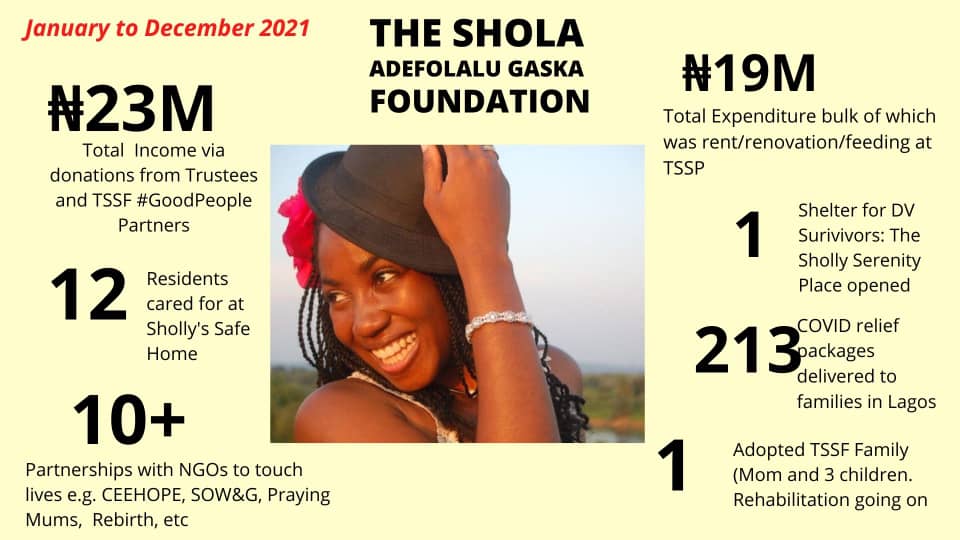 January to December 2021
THE SHOLA
ADEFOLALU GASKA
FOUNDATION
₦23M
Total Income via
donations from Trustees
and TSSF #GoodPeople
Partners
12
Residents
cared for at
Sholly's Safe
Home
10+
Partnerships with NGOs to touch
lives e.g. CEEHOPE, SOW&G, Praying
Mums, Rebirth, etc
₦19M
Total Expenditure bulk of which
was rent/renovation/feeding at
TSSP
1
Shelter for DV
Surivivors: The
Sholly Serenity
Place opened
213
COVID relief
packages
delivered to
families in Lagos
1
Adopted TSSF Family
(Mom and 3 children.
Rehabilitation going on